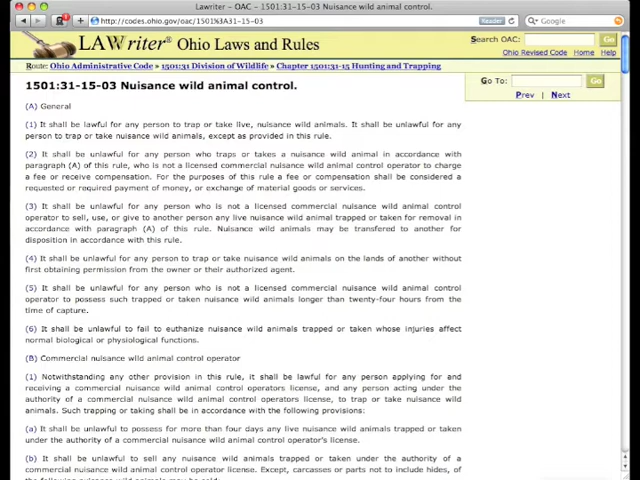 Lawriter - OAC - 1501:31-15-03 Nuisance wild animal control.
http://codes.ohio.gov/oac/1501%3A31-15-03
Reader
Google
LAWriter® Ohio Laws and Rules
Search OAC:
Go
Ohio Revised Code | Home | Help
Route: Ohio Administrative Code » 1501:31 Division of Wildlife » Chapter 1501:31-15 Hunting and Trapping
Go To:
Go
Prev | Next
1501:31-15-03 Nuisance wild animal control.
(A) General
(1) It shall be lawful for any person to trap or take live, nuisance wild animals. It shall be unlawful for any
person to trap or take nuisance wild animals, except as provided in this rule.
(2) It shall be unlawful for any person who traps or takes a nuisance wild animal in accordance with
paragraph (A) of this rule, who is not a licensed commercial nuisance wild animal control operator to charge
a fee or receive compensation. For the purposes of this rule a fee or compensation shall be considered a
requested or required payment of money, or exchange of material goods or services.
(3) It shall be unlawful for any person who is not a licensed commercial nuisance wild animal control
operator to sell, use, or give to another person any live nuisance wild animal trapped or taken for removal in
accordance with paragraph (A) of this rule. Nuisance wild animals may be transferred to another for
disposition in accordance with this rule.
(4) It shall be unlawful for any person to trap or take nuisance wild animals on the lands of another without
first obtaining permission from the owner or their authorized agent.
(5) It shall be unlawful for any person who is not a licensed commercial nuisance wild animal control
operator to possess such trapped or taken nuisance wild animals longer than twenty-four hours from the
time of capture.
(6) It shall be unlawful to fail to euthanize nuisance wild animals trapped or taken whose injuries affect
normal biological or physiological functions.
(B) Commercial nuisance wild animal control operator
(1) Notwithstanding any other provision in this rule, it shall be lawful for any person applying for and
receiving a commercial nuisance wild animal control operators license, and any person acting under the
authority of a commercial nuisance wild animal control operators license, to trap or take nuisance wild
animals. Such trapping or taking shall be in accordance with the following provisions:
(a) It shall be unlawful to possess for more than four days any live nuisance wild animals trapped or taken
under the authority of a commercial nuisance wild animal control operator's license.
(b) It shall be unlawful to sell any nuisance wild animals trapped or taken under the authority of a
commercial nuisance wild animal control operator license. Except, carcasses or parts not to include hides, of
the following nuisance wild animals may be sold: